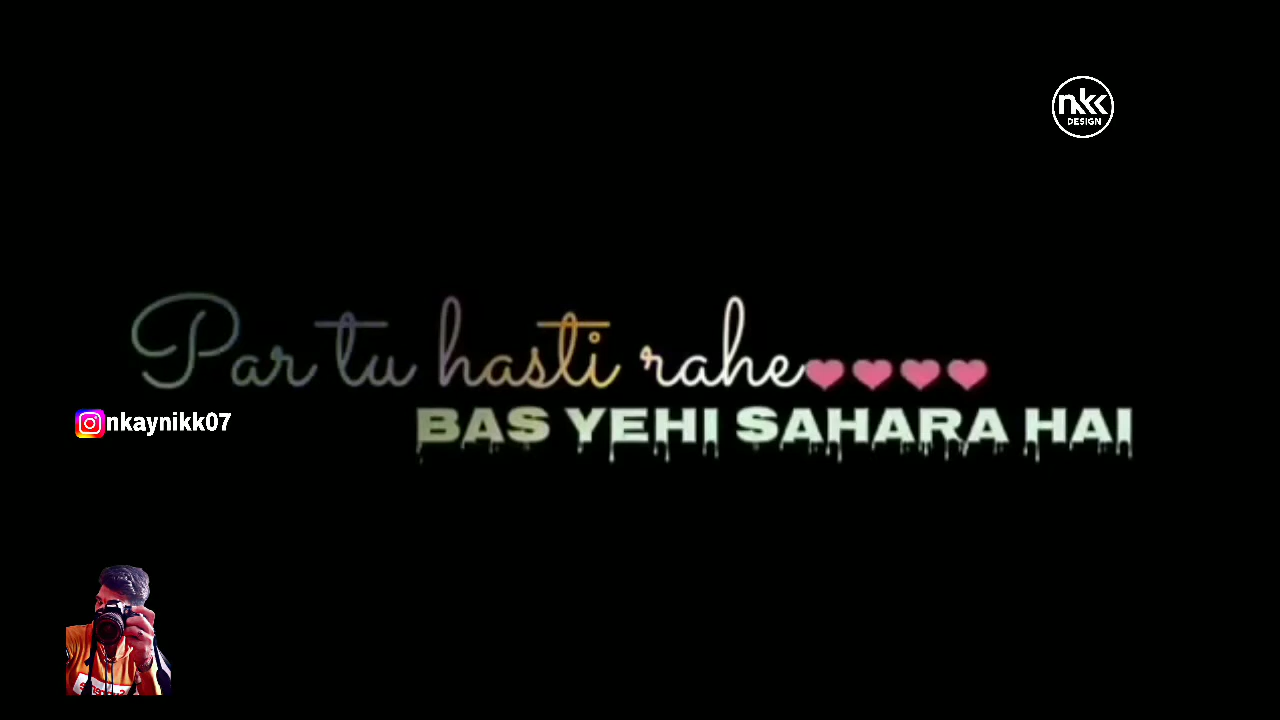 nkk
DESIGN
Par tu hasti rahe💗💗💗💗
BAS YEHI SAHARA HAI
nkaynikk07